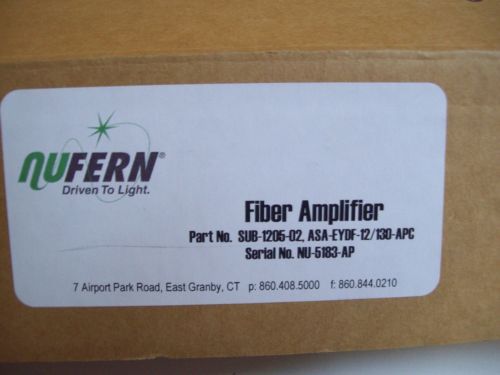 NUFERN®
Driven To Light.
Fiber Amplifier
Part No. SUB-1205-02, ASA-EYDF-12/130-APC
Serial No. NU-5183-AP
7 Airport Park Road, East Granby, CT p: 860.408.5000 f: 860.844.0210